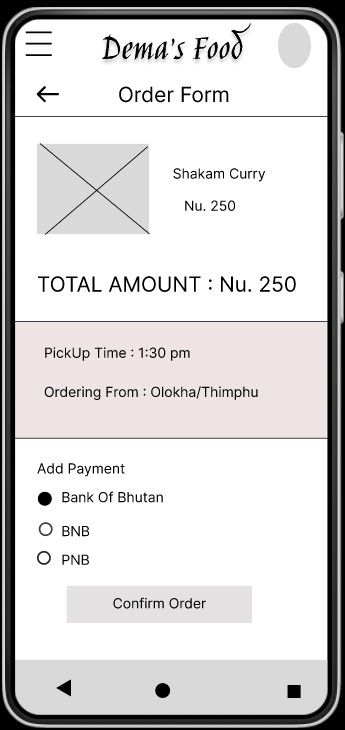 Dema's Food
Order Form
Shakam Curry
Nu. 250
TOTAL AMOUNT : Nu. 250
PickUp Time : 1:30 pm
Ordering From : Olokha/Thimphu
Add Payment
Bank Of Bhutan
BNB
PNB
Confirm Order